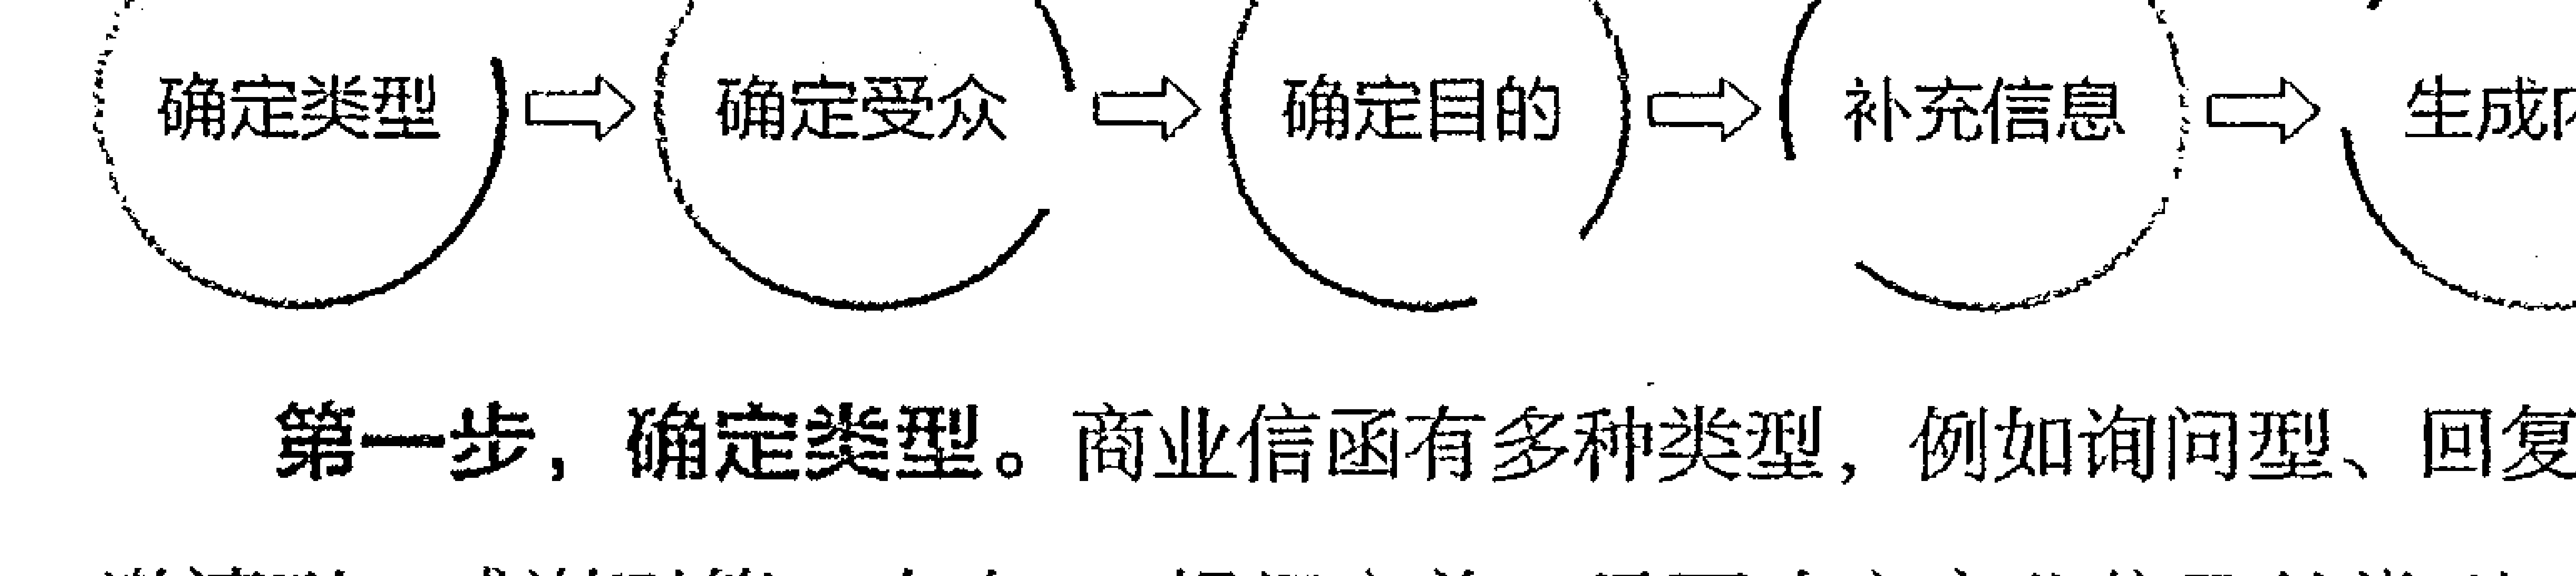 确定类型 ⇨ 确定受众 ⇨ 确定目的 ⇨ 补充信息 ⇨ 生成
第一步，确定类型。商业信函有多种类型，例如询问型、回复